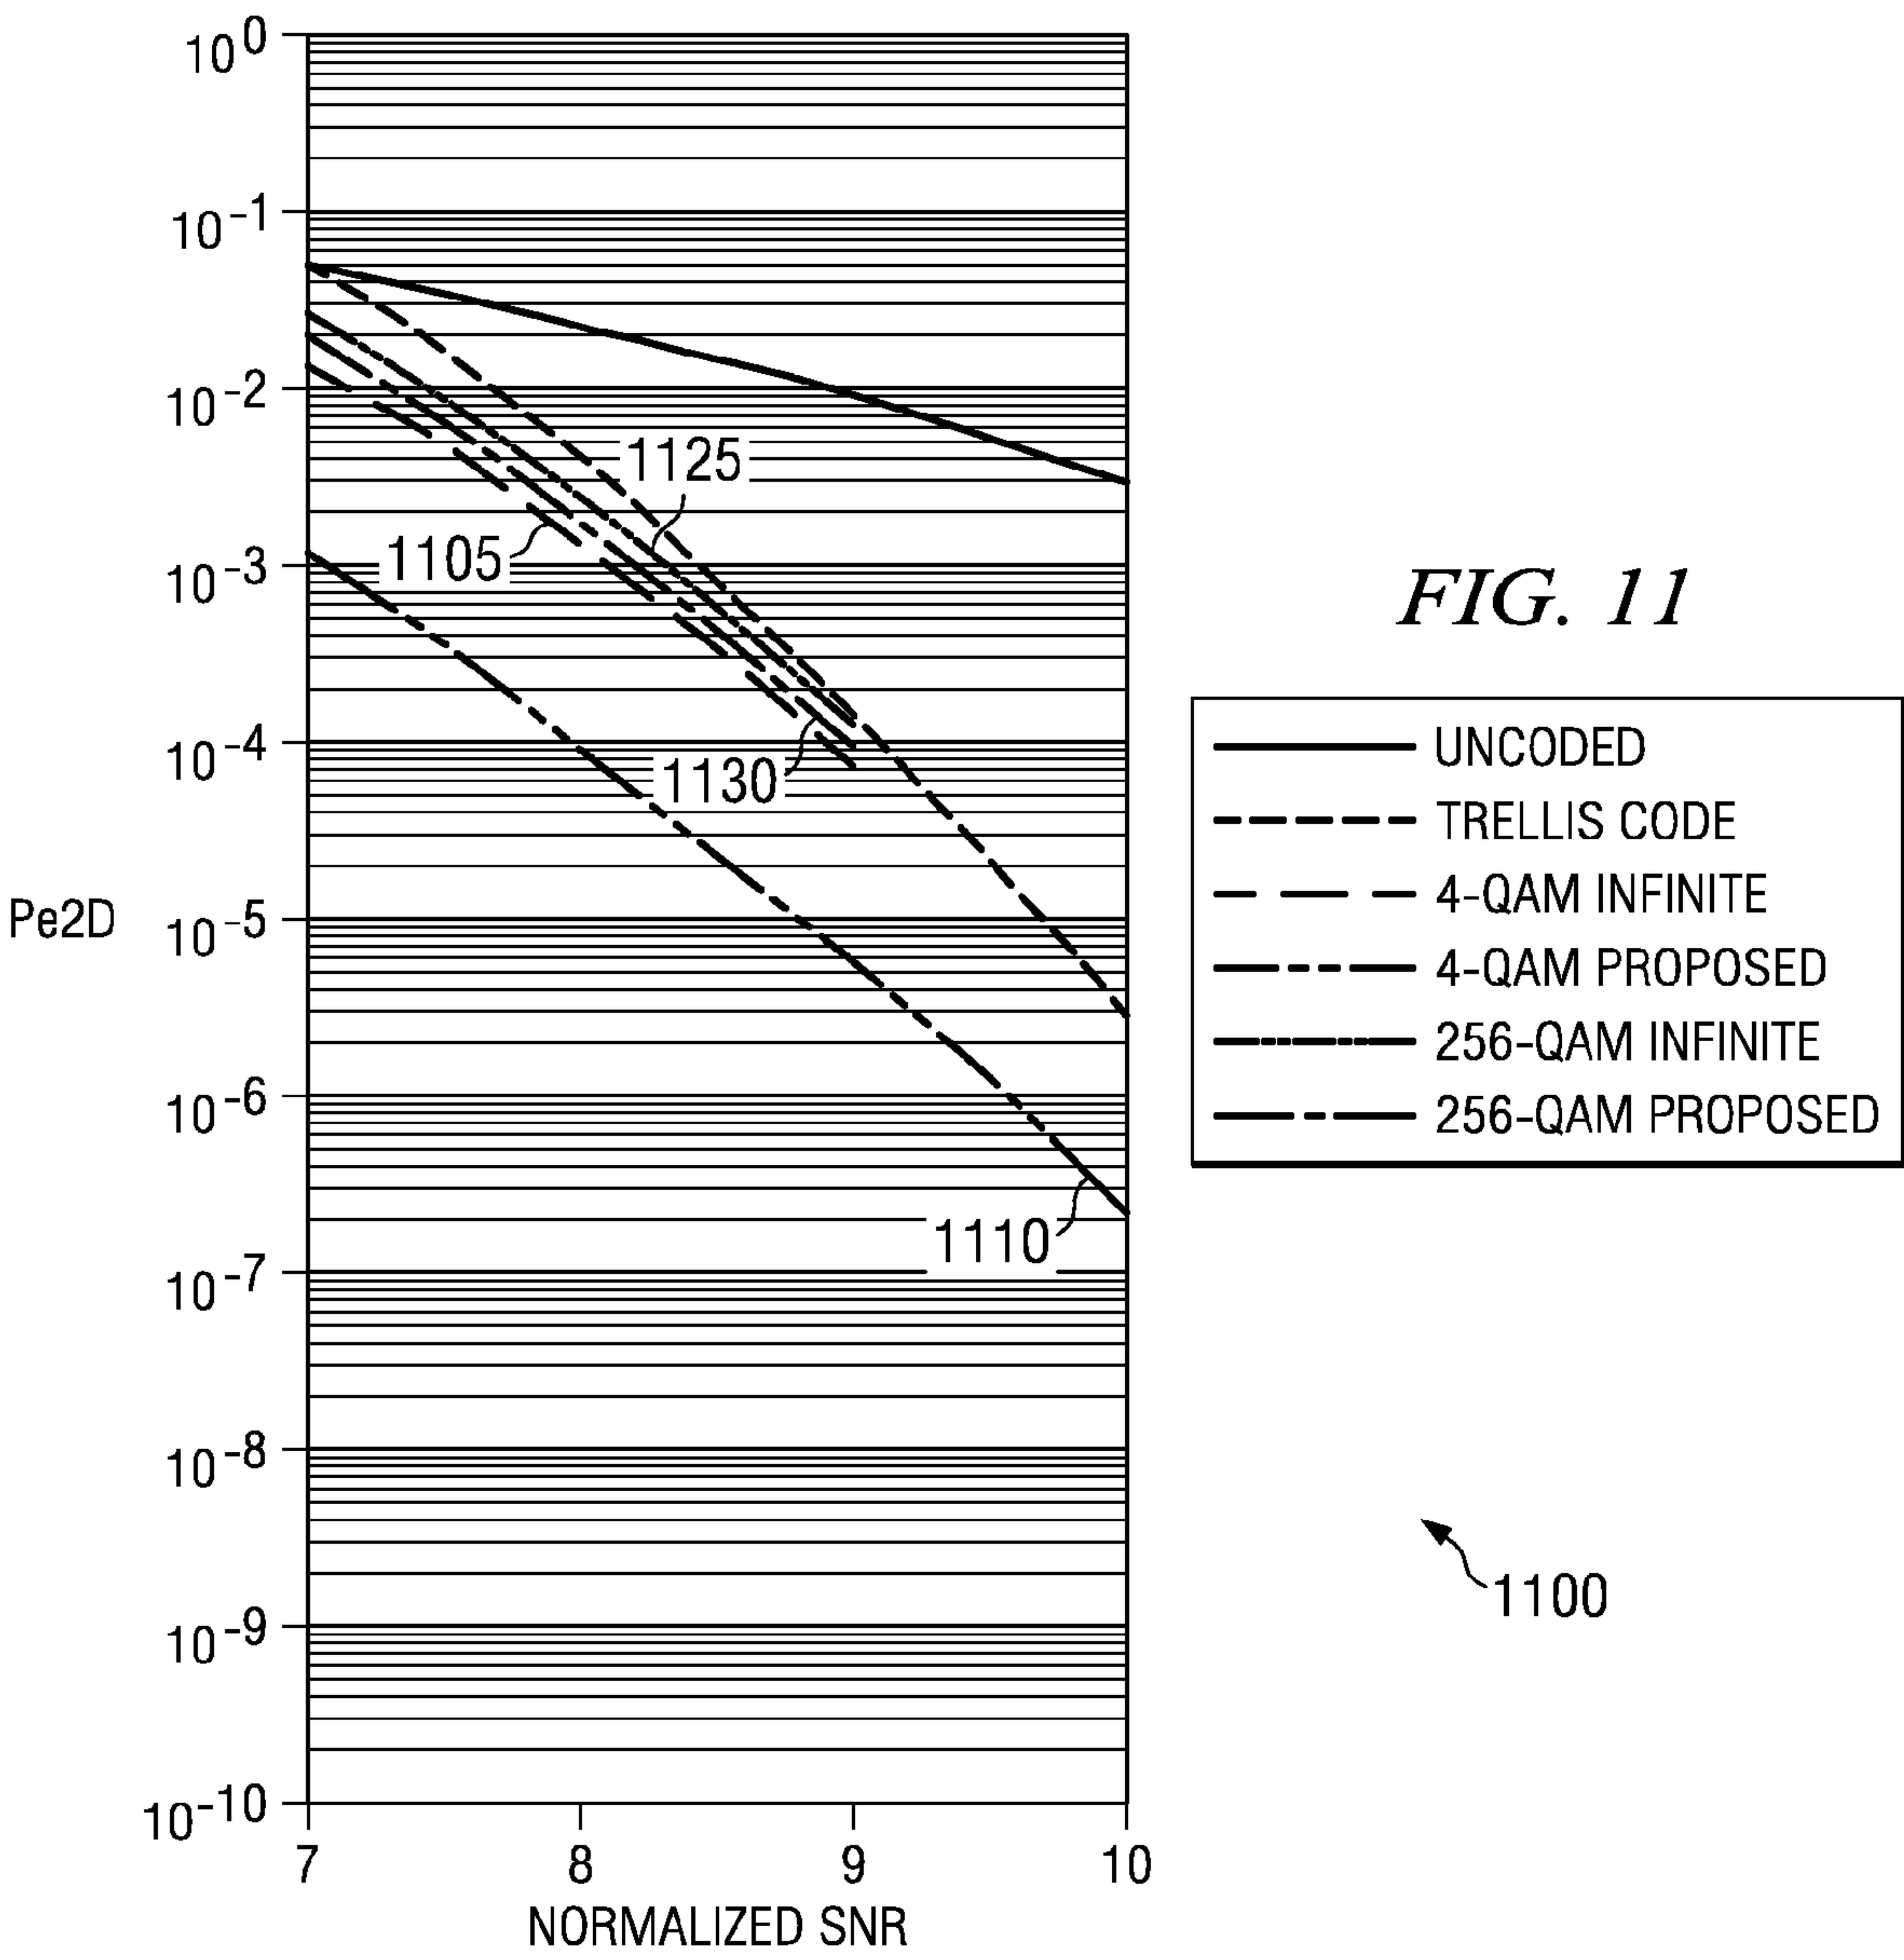 10^0
10^-1
10^-2
10^-3
10^-4
10^-5
10^-6
10^-7
10^-8
10^-9
10^-10
Pe2D
7
8
9
10
NORMALIZED SNR
1125
1105
1130
1110
FIG. 11
UNCODED
TRELLIS CODE
4-QAM INFINITE
4-QAM PROPOSED
256-QAM INFINITE
256-QAM PROPOSED
1100